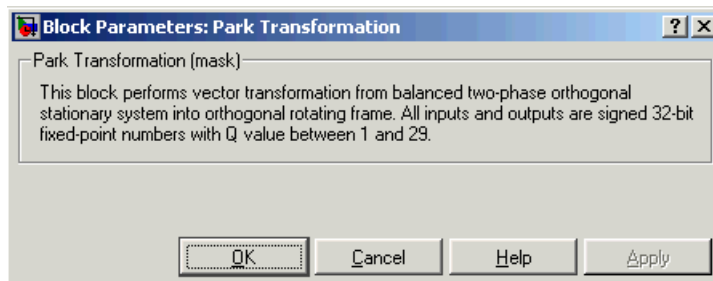 Block Parameters: Park Transformation
Park Transformation (mask)
This block performs vector transformation from balanced two-phase orthogonal
stationary system into orthogonal rotating frame. All inputs and outputs are signed 32-bit
fixed-point numbers with Q value between 1 and 29.
OK Cancel Help Apply